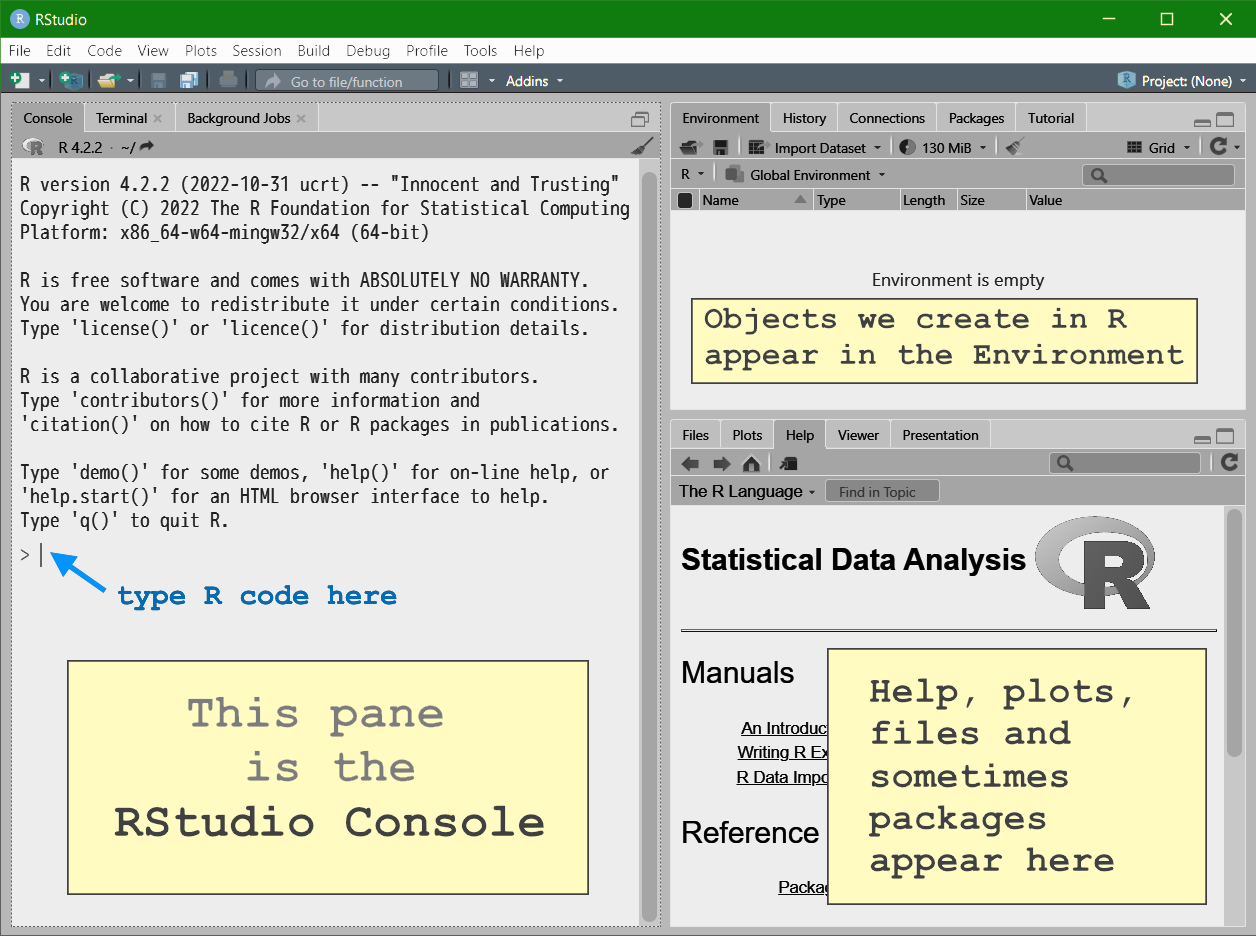 RStudio
File Edit Code View Plots Session Build Debug Profile Tools Help
Go to file/function Addins Project: (None)
Console Terminal Background Jobs
R 4.2.2 · ~/
R version 4.2.2 (2022-10-31 ucrt) -- "Innocent and Trusting"
Copyright (C) 2022 The R Foundation for Statistical Computing
Platform: x86_64-w64-mingw32/x64 (64-bit)
R is free software and comes with ABSOLUTELY NO WARRANTY.
You are welcome to redistribute it under certain conditions.
Type 'license()' or 'licence()' for distribution details.
R is a collaborative project with many contributors.
Type 'contributors()' for more information and
'citation()' on how to cite R or R packages in publications.
Type 'demo()' for some demos, 'help()' for on-line help, or
'help.start()' for an HTML browser interface to help.
Type 'q()' to quit R.
>
type R code here
This pane
is the
RStudio Console
Environment History Connections Packages Tutorial
Import Dataset 130 MiB Grid
R Global Environment
Name Type Length Size Value
Environment is empty
Objects we create in R
appear in the Environment
Files Plots Help Viewer Presentation
The R Language Find in Topic
Statistical Data Analysis R
Manuals
An Introduc
Writing R Ex
R Data Impo
Reference
Packag
Help, plots,
files and
sometimes
packages
appear here